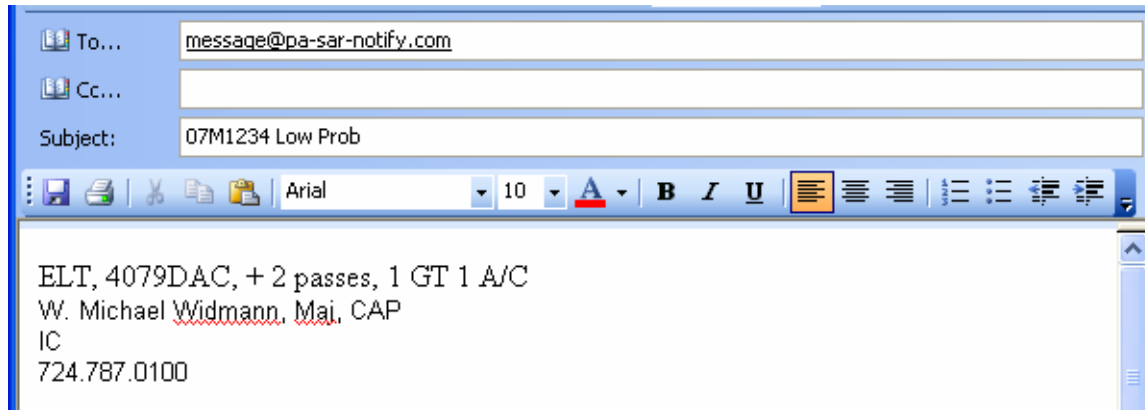 To...
message@pa-sar-notify.com
Cc...
Subject:
07M1234 Low Prob
Arial
10
A
B I U
ELT, 4079DAC, + 2 passes, 1 GT 1 A/C
W. Michael Widmann, Maj, CAP
IC
724.787.0100